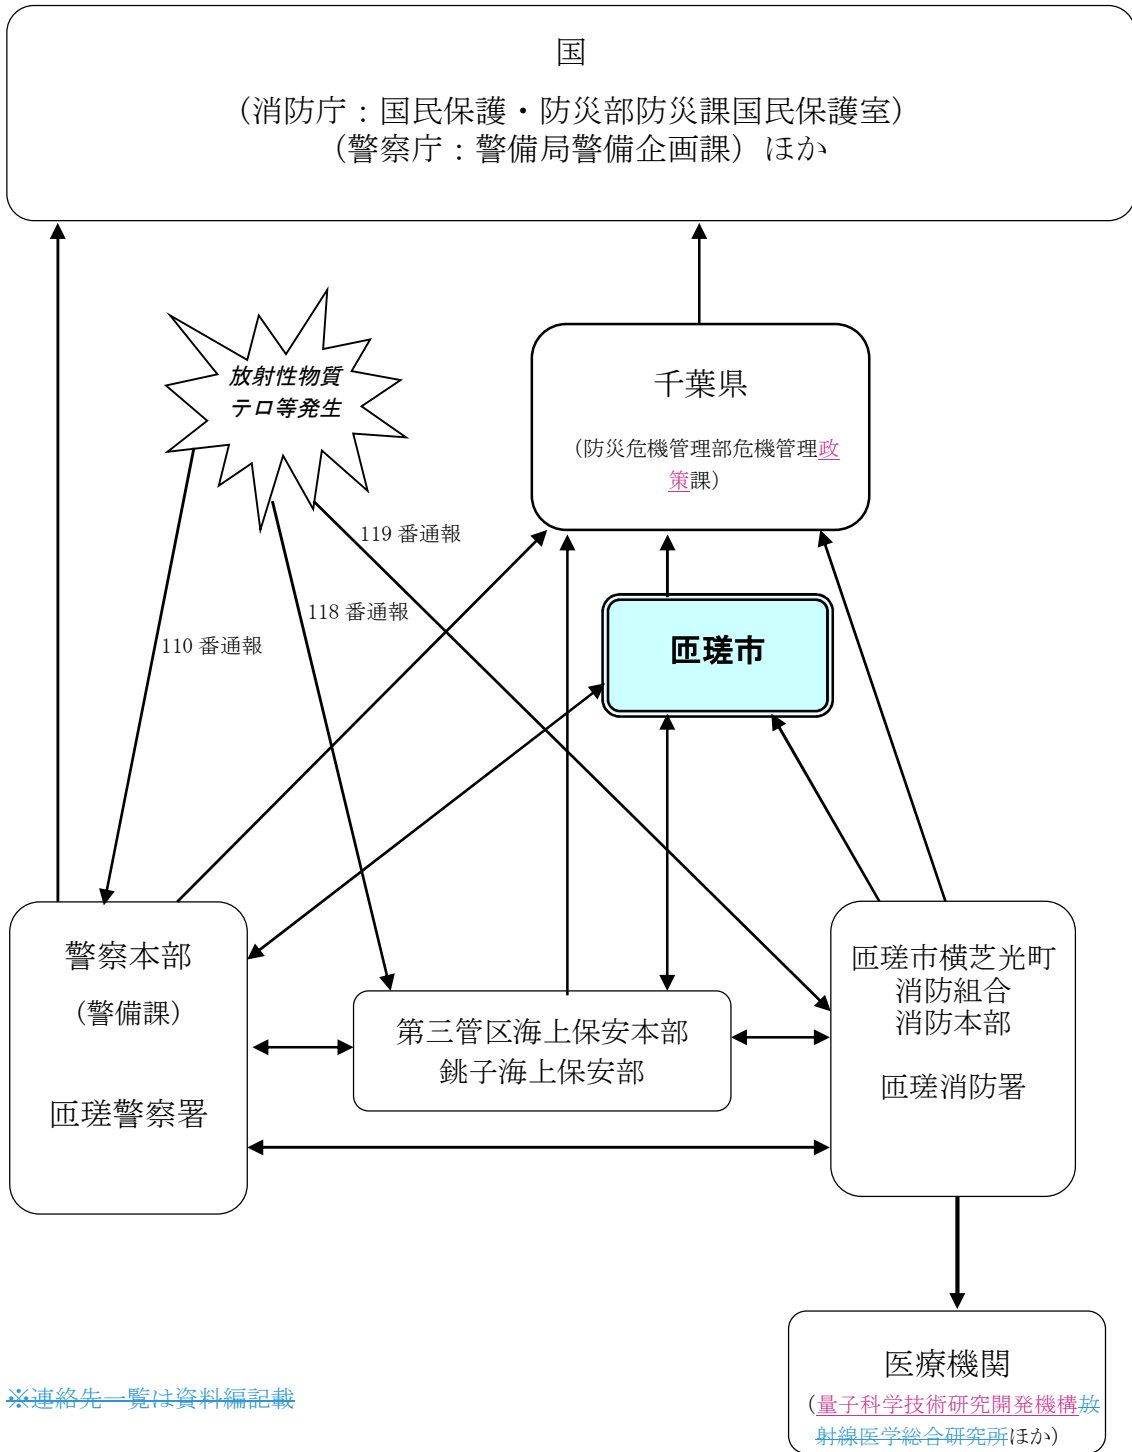 国
（消防庁：国民保護・防災部防災課国民保護室）
（警察庁：警備局警備企画課）ほか
放射性物質
テロ等発生
千葉県
（防災危機管理部危機管理政
策課）
119 番通報
118 番通報
110 番通報
匝瑳市
警察本部
（警備課）
匝瑳警察署
第三管区海上保安本部
銚子海上保安部
匝瑳市横芝光町
消防組合
消防本部
匝瑳消防署
医療機関
（量子科学技術研究開発機構放
射線医学総合研究所ほか）
※連絡先一覧は資料編記載